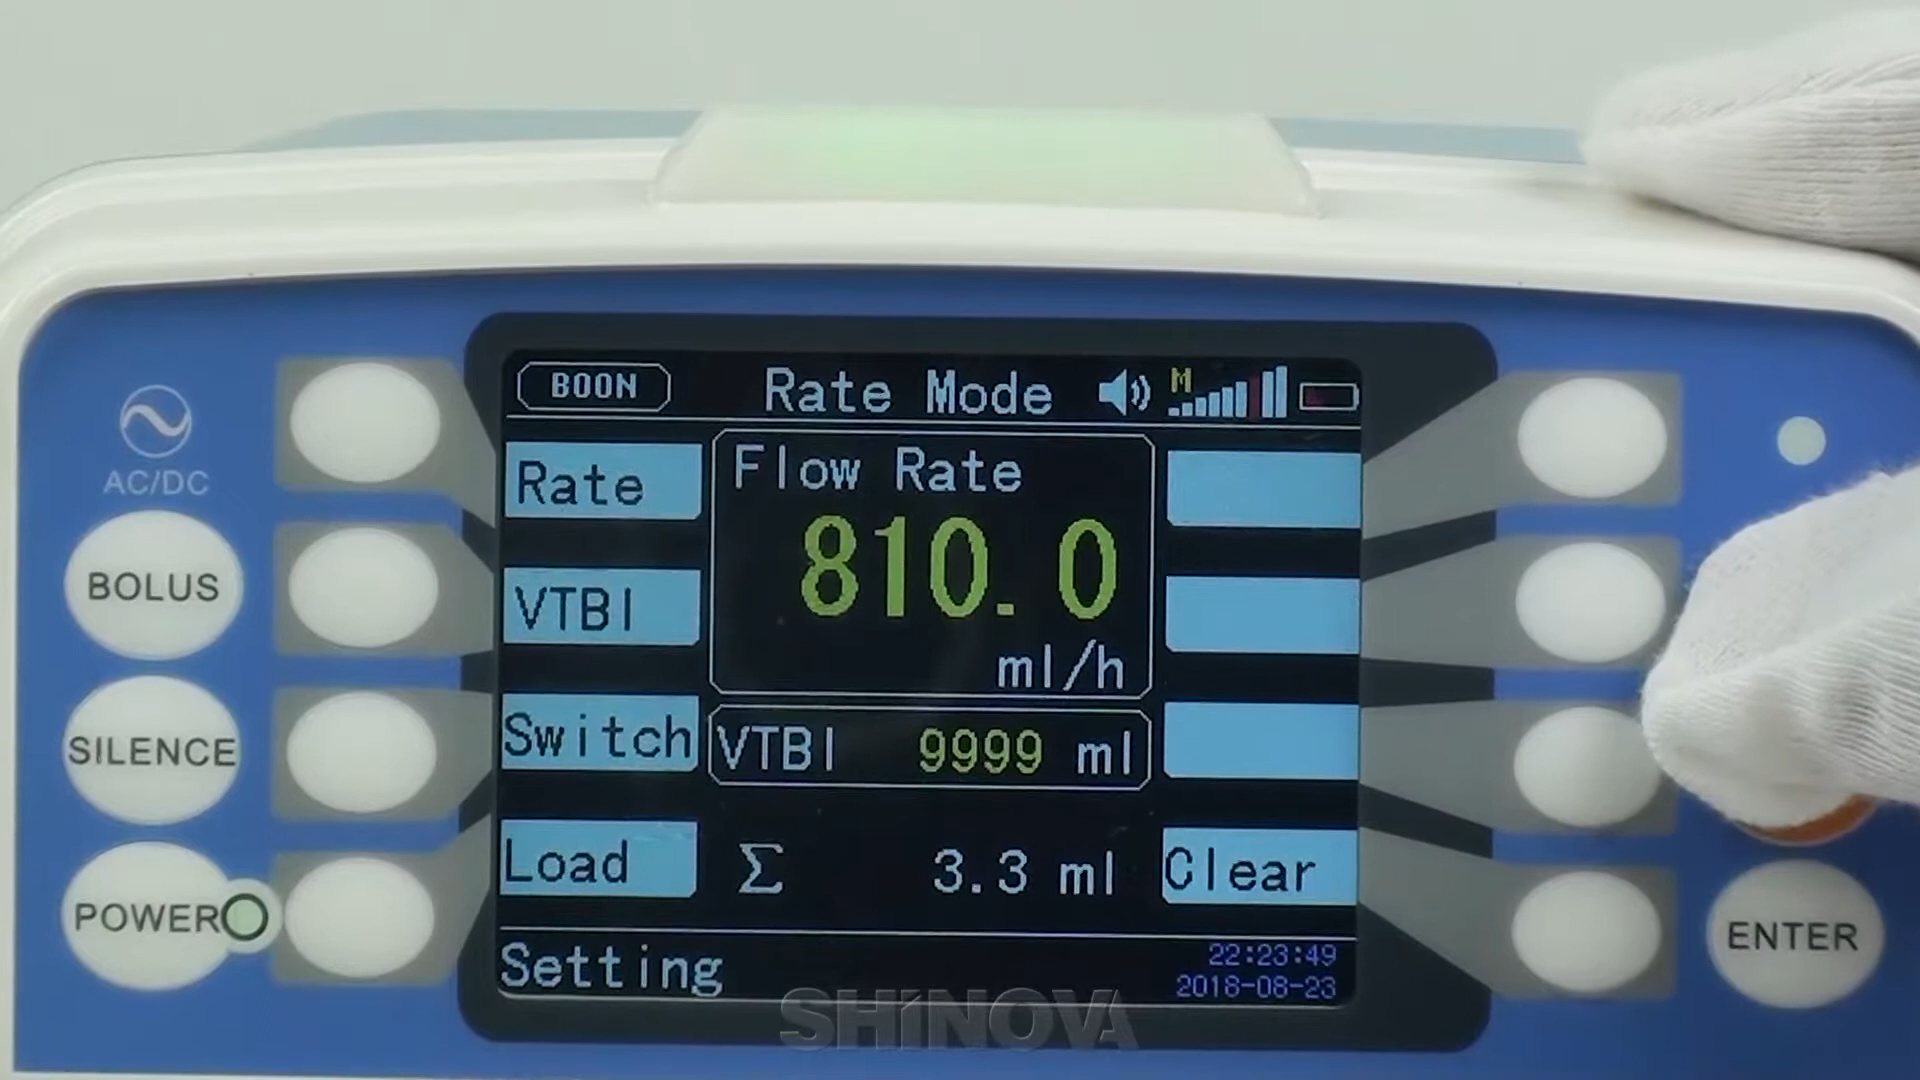 BOON Rate Mode M
AC/DC
Rate
Flow Rate
810.0
ml/h
BOLUS
VTBI
SILENCE
Switch
VTBI 9999 ml
POWER
Load
Σ 3.3 ml
Clear
ENTER
Setting
22:23:49
2018-08-23
SHiNOVA